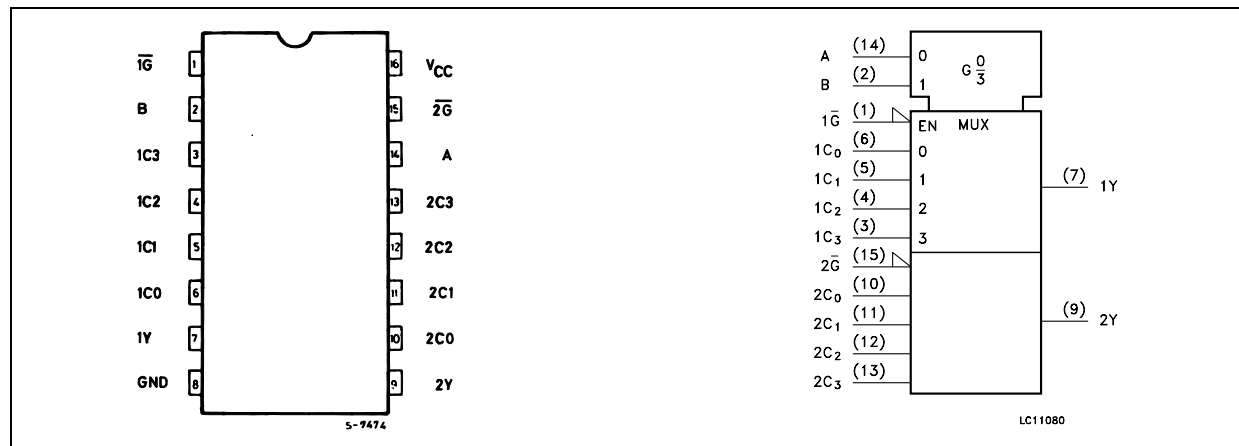 1G̅ 1 16 VCC
B 2 15 2G̅
1C3 3 14 A
1C2 4 13 2C3
1C1 5 12 2C2
1C0 6 11 2C1
1Y 7 10 2C0
GND 8 9 2Y
S-7474
A (14) 0 G 0/3
B (2) 1
1G̅ (1) EN MUX
1C0 (6) 0
1C1 (5) 1
1C2 (4) 2
1C3 (3) 3
(7) 1Y
2G̅ (15)
2C0 (10)
2C1 (11)
2C2 (12)
2C3 (13)
(9) 2Y
LC11080